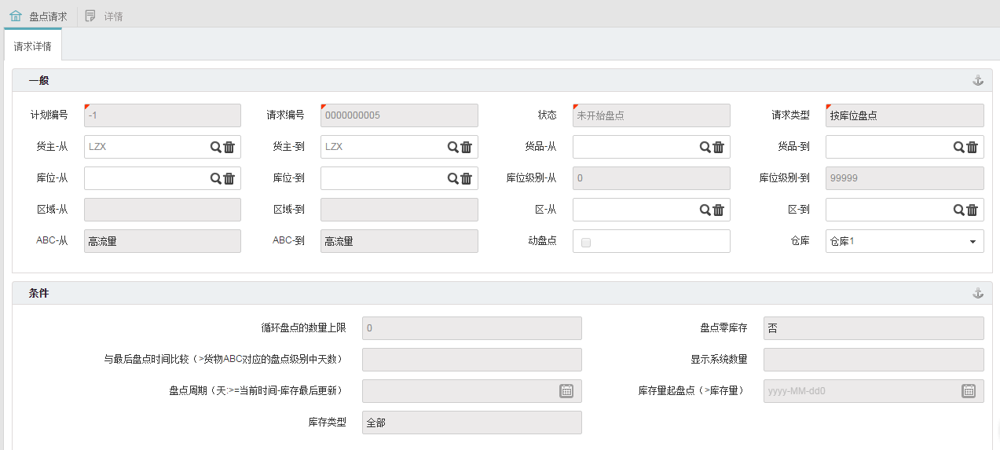 盘点请求 详情
请求详情
一般
计划编号 -1 请求编号 0000000005 状态 未开始盘点 请求类型 按库位盘点
货主-从 LZX 货主-到 LZX 货品-从 货品-到
库位-从 库位-到 库位级别-从 0 库位级别-到 99999
区域-从 区域-到 区-从 区-到
ABC-从 高流量 ABC-到 高流量 动盘点 仓库 仓库1
条件
循环盘点的数量上限 0 盘点零库存 否
与最后盘点时间比较（>货物ABC对应的盘点级别中天数） 显示系统数量
盘点周期（天:>=当前时间-库存最后更新） 库存量起盘点（>库存量） yyyy-MM-dd0
库存类型 全部